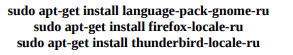 sudo apt-get install language-pack-gnome-ru
sudo apt-get install firefox-locale-ru
sudo apt-get install thunderbird-locale-ru